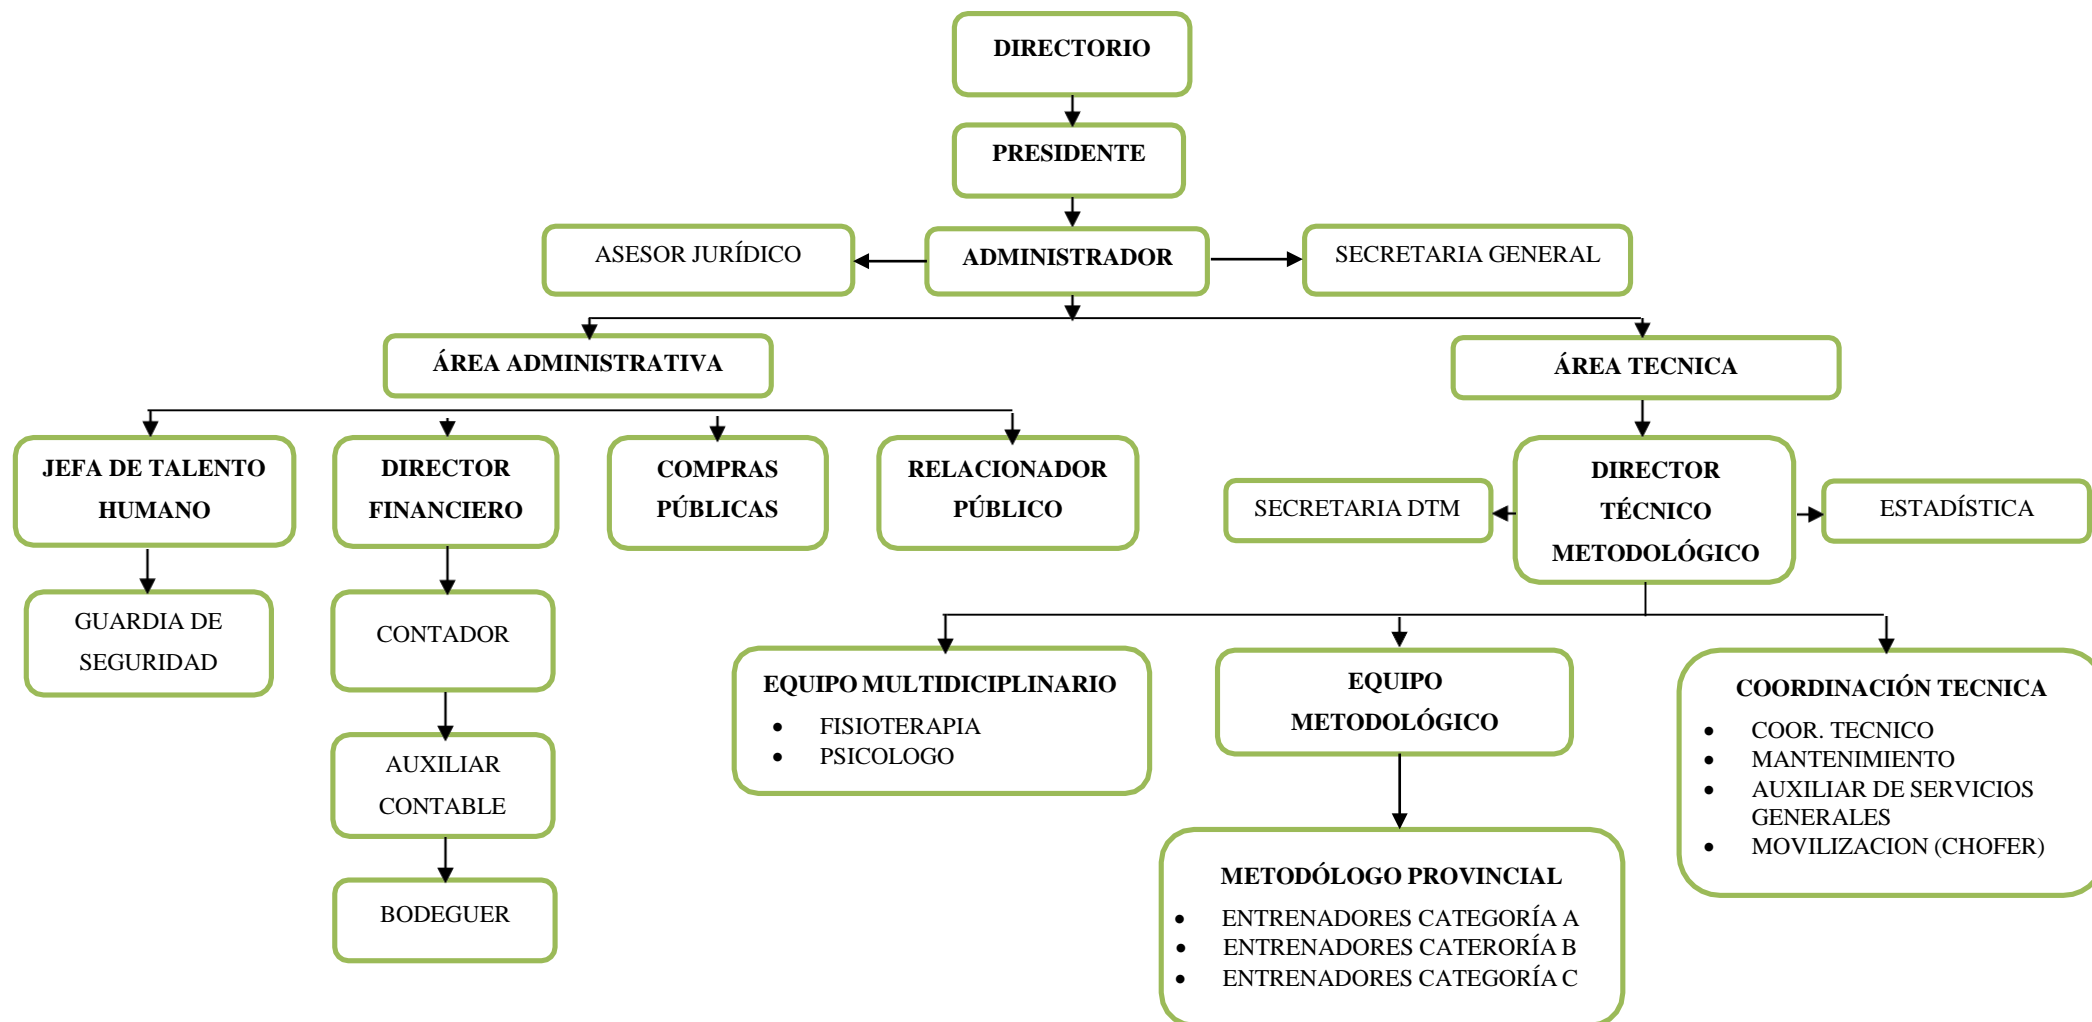 DIRECTORIO
PRESIDENTE
ASESOR JURÍDICO
ADMINISTRADOR
SECRETARIA GENERAL
ÁREA ADMINISTRATIVA
ÁREA TECNICA
JEFA DE TALENTO
HUMANO
DIRECTOR
FINANCIERO
COMPRAS
PÚBLICAS
RELACIONADOR
PÚBLICO
SECRETARIA DTM
DIRECTOR
TÉCNICO
METODOLÓGICO
ESTADÍSTICA
GUARDIA DE
SEGURIDAD
CONTADOR
AUXILIAR
CONTABLE
BODEGUER
EQUIPO MULTIDICIPLINARIO
• FISIOTERAPIA
• PSICOLOGO
EQUIPO
METODOLÓGICO
METODÓLOGO PROVINCIAL
• ENTRENADORES CATEGORÍA A
• ENTRENADORES CATERORÍA B
• ENTRENADORES CATEGORÍA C
COORDINACIÓN TECNICA
• COOR. TECNICO
• MANTENIMIENTO
• AUXILIAR DE SERVICIOS
GENERALES
• MOVILIZACION (CHOFER)